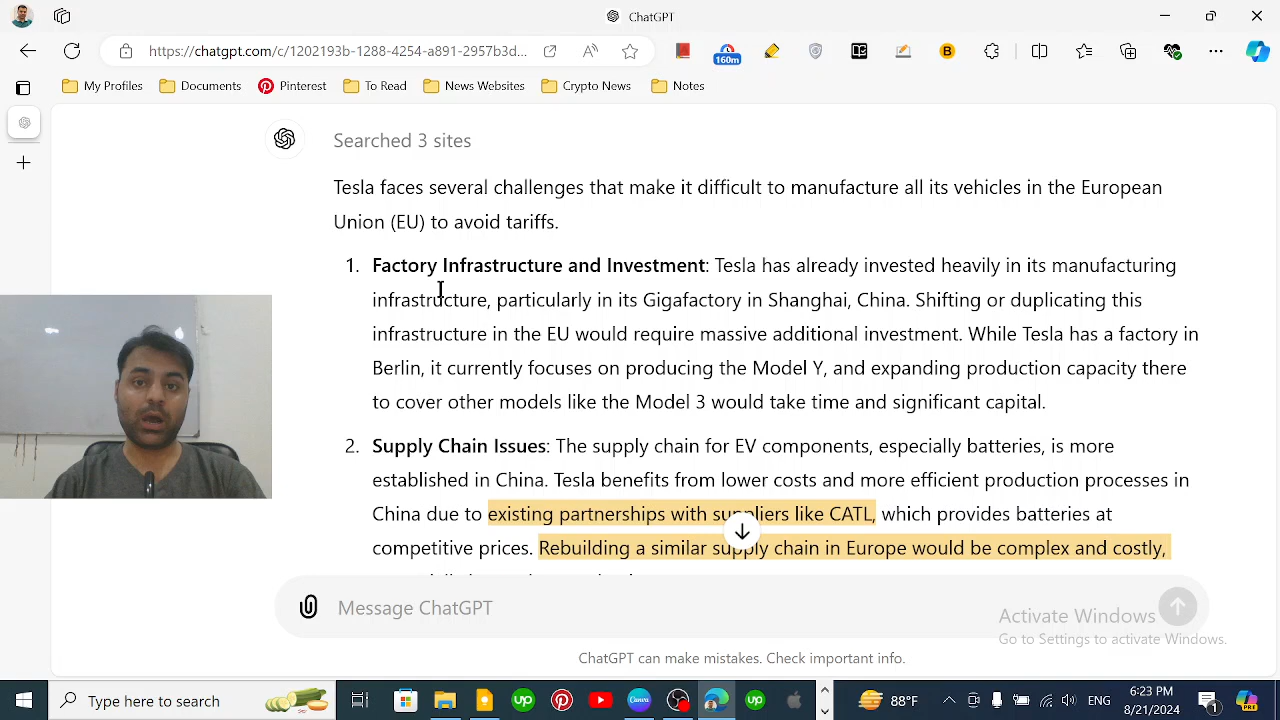 ChatGPT
https://chatgpt.com/c/1202193b-1288-4254-a891-2957b3d...
160m
B
My Profiles
Documents
Pinterest
To Read
News Websites
Crypto News
Notes
Searched 3 sites
Tesla faces several challenges that make it difficult to manufacture all its vehicles in the European
Union (EU) to avoid tariffs.
1. Factory Infrastructure and Investment: Tesla has already invested heavily in its manufacturing
infrastructure, particularly in its Gigafactory in Shanghai, China. Shifting or duplicating this
infrastructure in the EU would require massive additional investment. While Tesla has a factory in
Berlin, it currently focuses on producing the Model Y, and expanding production capacity there
to cover other models like the Model 3 would take time and significant capital.
2. Supply Chain Issues: The supply chain for EV components, especially batteries, is more
established in China. Tesla benefits from lower costs and more efficient production processes in
China due to existing partnerships with suppliers like CATL, which provides batteries at
competitive prices. Rebuilding a similar supply chain in Europe would be complex and costly,
Message ChatGPT
Activate Windows
Go to Settings to activate Windows.
ChatGPT can make mistakes. Check important info.
Type here to search
up
Canva
up
88°F
ENG
6:23 PM
8/21/2024
1
PRE